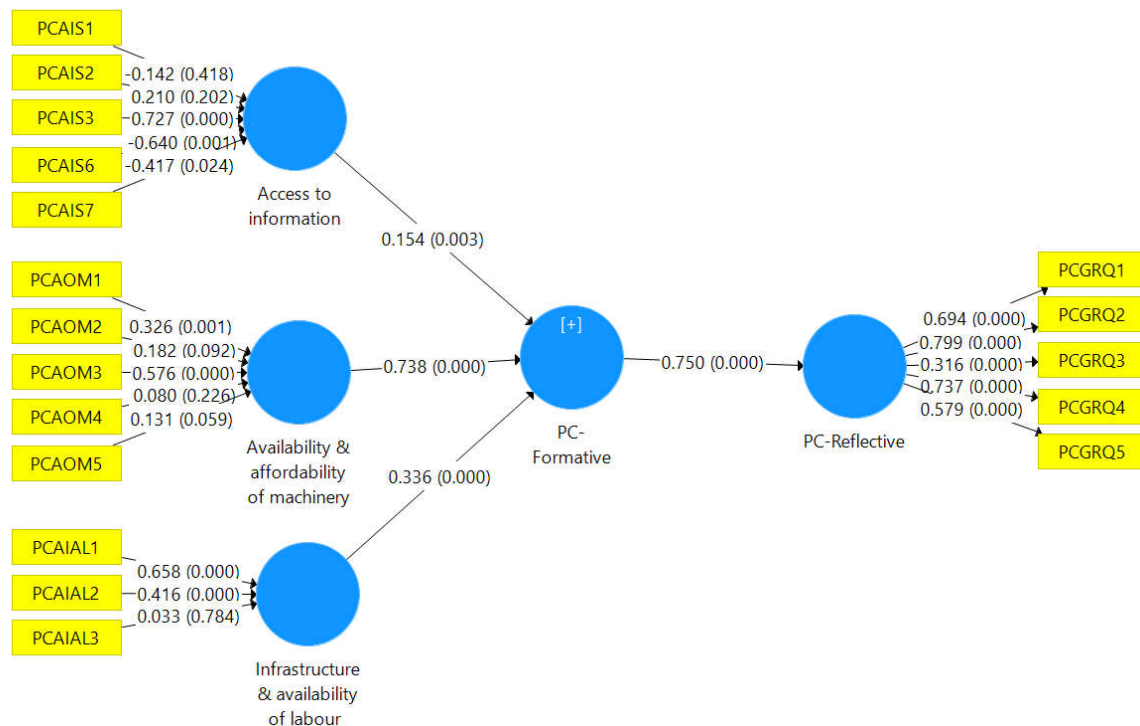 PCAIS1
PCAIS2
PCAIS3
PCAIS6
PCAIS7
-0.142 (0.418)
0.210 (0.202)
0.727 (0.000)
-0.640 (0.001)
-0.417 (0.024)
Access to
information
0.154 (0.003)
PCAOM1
PCAOM2
PCAOM3
PCAOM4
PCAOM5
0.326 (0.001)
0.182 (0.092)
0.576 (0.000)
0.080 (0.226)
0.131 (0.059)
Availability &
affordability
of machinery
0.738 (0.000)
[+]
PC-
Formative
0.750 (0.000)
PC-Reflective
0.694 (0.000)
0.799 (0.000)
0.316 (0.000)
0.737 (0.000)
0.579 (0.000)
PCGRQ1
PCGRQ2
PCGRQ3
PCGRQ4
PCGRQ5
0.336 (0.000)
PCAIAL1
PCAIAL2
PCAIAL3
0.658 (0.000)
0.416 (0.000)
0.033 (0.784)
Infrastructure
& availability
of labour